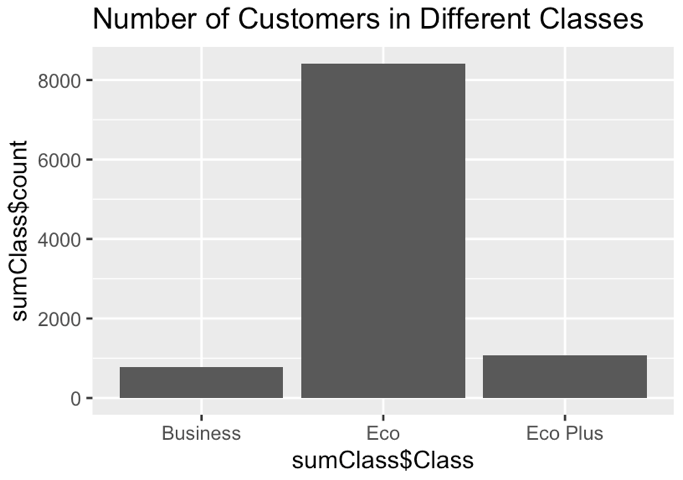 Number of Customers in Different Classes
8000
6000
4000
2000
0
sumClass$count
Business Eco Eco Plus
sumClass$Class